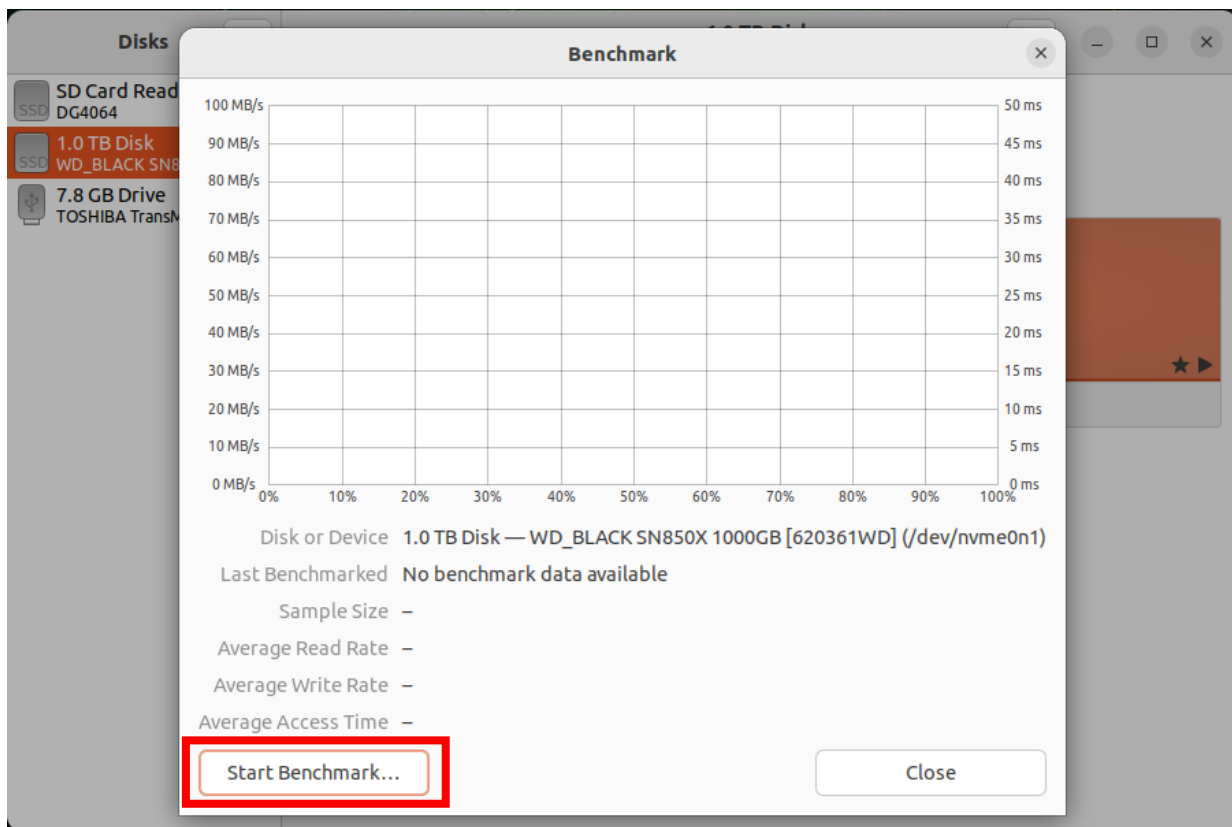 Disks
Benchmark
SD Card Read
DG4064
SSD
1.0 TB Disk
WD_BLACK SN8
SSD
7.8 GB Drive
TOSHIBA Trans
100 MB/s
90 MB/s
80 MB/s
70 MB/s
60 MB/s
50 MB/s
40 MB/s
30 MB/s
20 MB/s
10 MB/s
0 MB/s
50 ms
45 ms
40 ms
35 ms
30 ms
25 ms
20 ms
15 ms
10 ms
5 ms
0 ms
0% 10% 20% 30% 40% 50% 60% 70% 80% 90% 100%
Disk or Device 1.0 TB Disk — WD_BLACK SN850X 1000GB [620361WD] (/dev/nvme0n1)
Last Benchmarked No benchmark data available
Sample Size –
Average Read Rate –
Average Write Rate –
Average Access Time –
Start Benchmark... Close